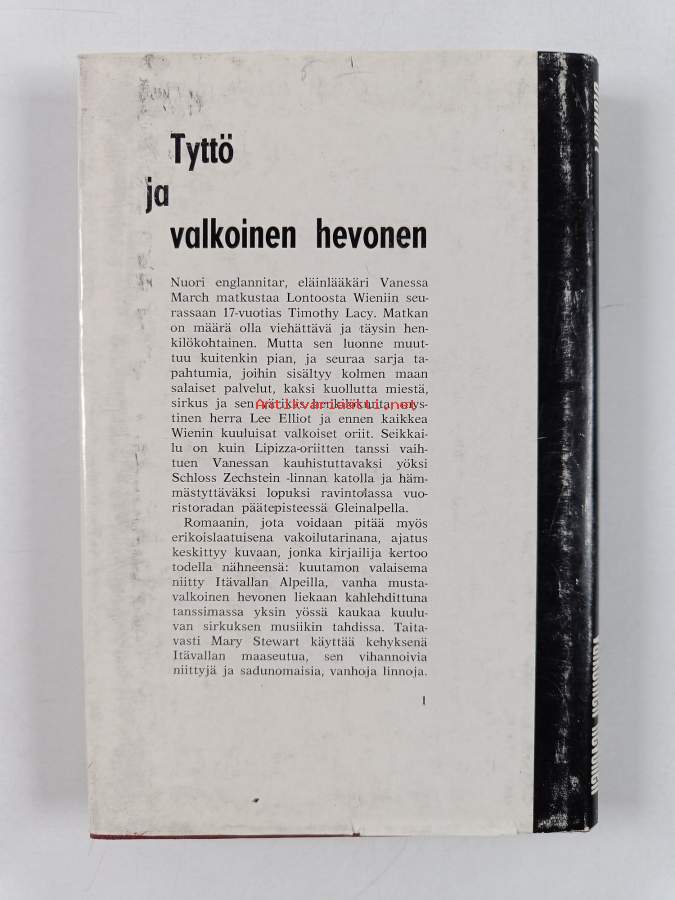 Tyttö
ja
valkoinen hevonen
Nuori englannitar, eläinlääkäri Vanessa
March matkustaa Lontoosta Wieniin seu-
rassaan 17-vuotias Timothy Lacy. Matkan
on määrä olla viehättävä ja täysin hen-
kilökohtainen. Mutta sen luonne muut-
tuu kuitenkin pian, ja seuraa sarja ta-
pahtumia, joihin sisältyy kolmen maan
salaiset palvelut, kaksi kuollutta miestä,
sirkus ja sen henkilökuita, mys-
Antikvariaatti.net
tinen herra Lee Elliot ja ennen kaikkea
Wienin kuuluisat valkoiset oriit. Seikkai-
lu on kuin Lipizza-oriitten tanssi vaih-
tuen Vanessan kauhistuttavaksi yöksi
Schloss Zechstein -linnan katolla ja häm-
mästyttäväksi lopuksi ravintolassa vuo-
ristoradan päätepisteessä Gleinalpella.
Romaanin, jota voidaan pitää myös
erikoislaatuisena vakoilutarinana, ajatus
keskittyy kuvaan, jonka kirjailija kertoo
todella nähneensä: kuutamon valaisema
niitty Itävallan Alpeilla, vanha musta-
valkoinen hevonen liekaan kahlehdittuna
tanssimassa yksin yössä kaukaa kuulu-
van sirkuksen musiikin tahdissa. Taita-
vasti Mary Stewart käyttää kehyksenä
Itävallan maaseutua, sen vihannoivia
niittyjä ja sadunomaisia, vanhoja linnoja.
1